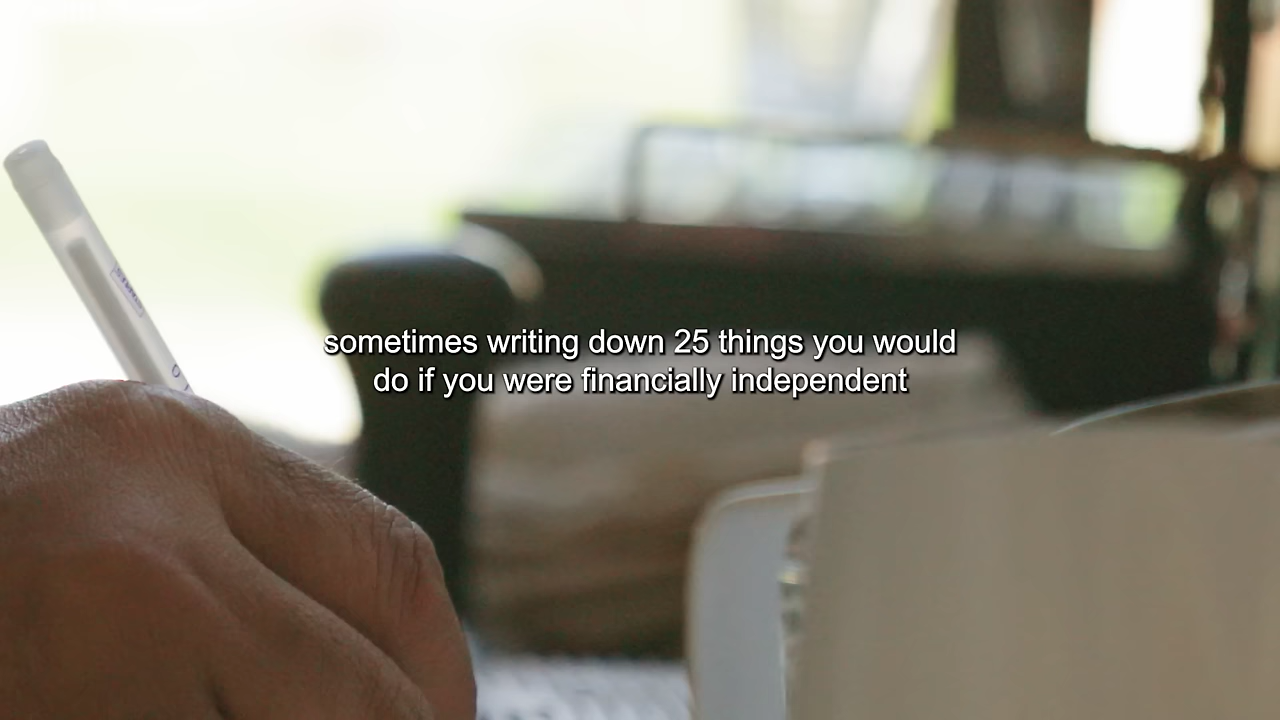 sometimes writing down 25 things you would
do if you were financially independent